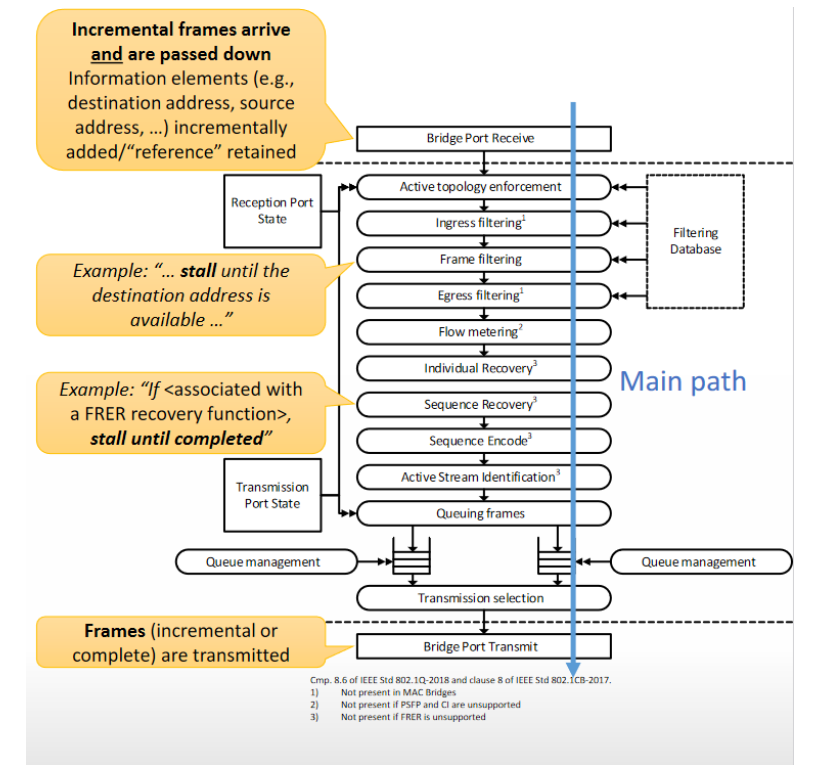 Incremental frames arrive
and are passed down
Information elements (e.g.,
destination address, source
address, …) incrementally
added/“reference” retained
Bridge Port Receive
Reception Port
State
Active topology enforcement
Ingress filtering1
Filtering
Database
Example: “… stall until the
destination address is
available …”
Frame filtering
Egress filtering1
Flow metering2
Individual Recovery3
Main path
Example: “If <associated with
a FRER recovery function>,
stall until completed”
Sequence Recovery3
Sequence Encode3
Active Stream Identification3
Transmission
Port State
Queuing frames
Queue management
Queue management
Transmission selection
Frames (incremental or
complete) are transmitted
Bridge Port Transmit
Cmp. 8.6 of IEEE Std 802.1Q-2018 and clause 8 of IEEE Std 802.1CB-2017.
1) Not present in MAC Bridges
2) Not present if PSFP and CI are unsupported
3) Not present if FRER is unsupported